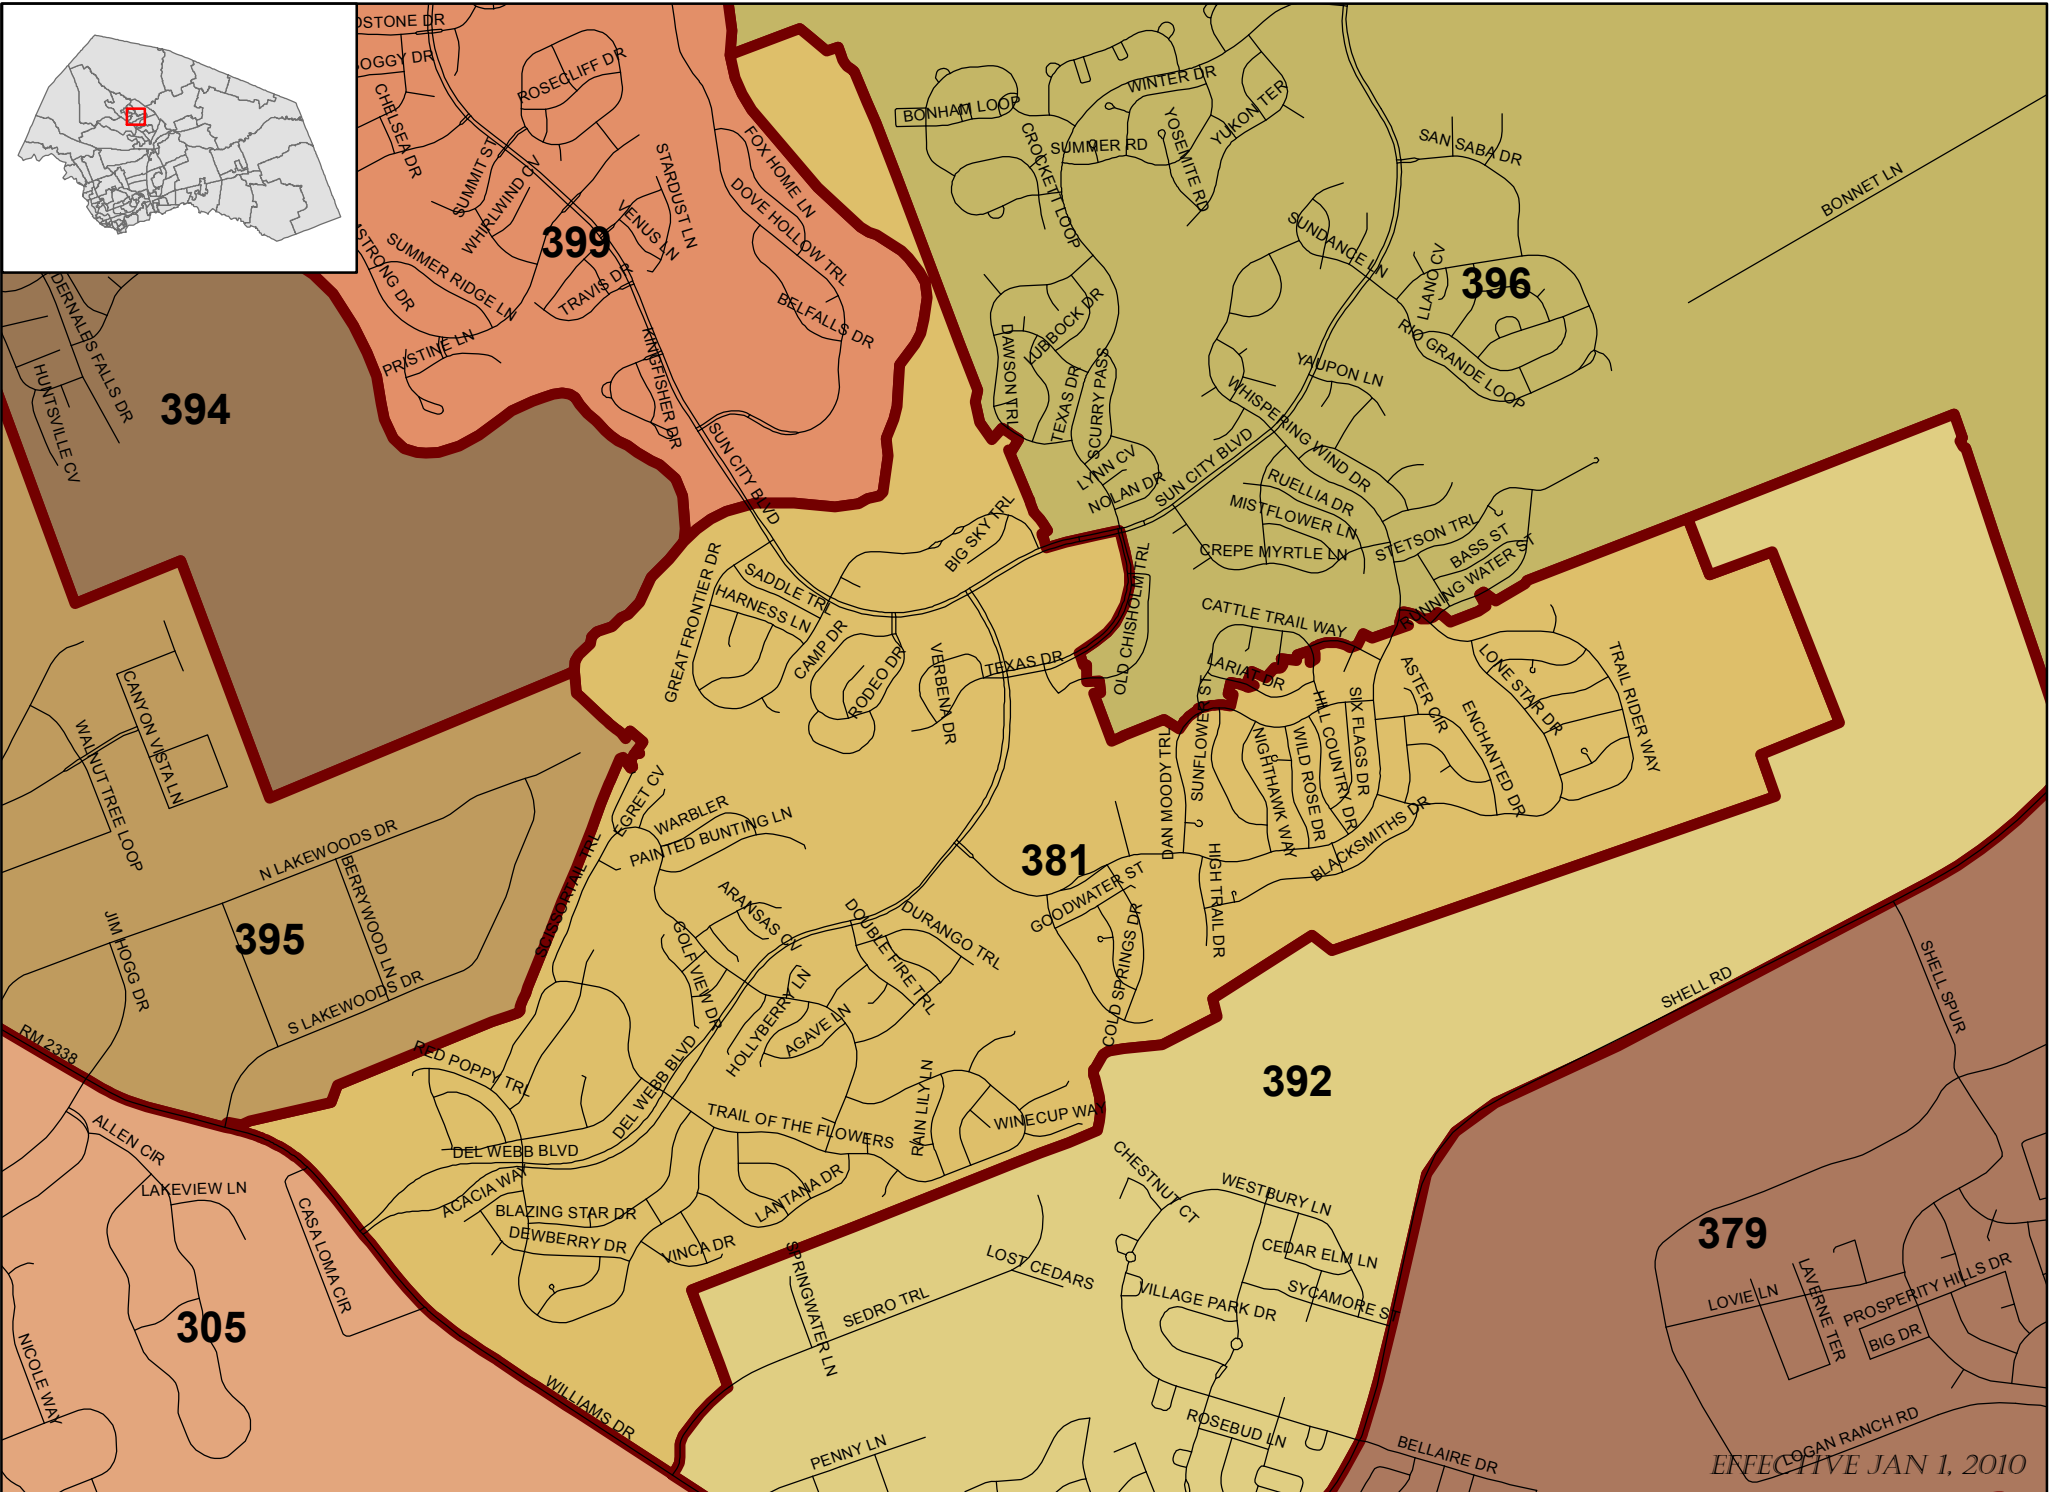 ROSECLIFF DR
CHELSEA DR
SUMMIT ST
WHIRLWIND CV
STARDUST LN
VENUS LN
FOX HOME LN
DOVE HOLLOW TRL
399
SUMMER RIDGE LN
TRAVIS DR
BELFALLS DR
PRISTINE LN
KINGFISHER DR
SUN CITY BLVD
BONHAM LOOP
WINTER DR
CROCKETT LOOP
SUMMER RD
YOSEMITE RD
YUKON TER
SAN SABA DR
BONNET LN
SUNDANCE LN
LLANO CV
396
RIO GRANDE LOOP
YAUPON LN
DAWSON TRL
LUBBOCK DR
TEXAS DR
SCURRY PASS
WHISPERING WIND DR
LYNN CV
NOLAN DR
SUN CITY BLVD
RUELLIA DR
MISTFLOWER LN
CREPE MYRTLE LN
STETSON TRL
BASS ST
RUNNING WATER ST
DERNALES FALLS DR
HUNTSVILLE CV
394
BIG SKY TRL
GREAT FRONTIER DR
SADDLE TRL
HARNESS LN
CAMP DR
RODEO DR
VERBENA DR
TEXAS DR
OLD CHISHOLM TRL
CATTLE TRAIL WAY
LARIAT DR
SUNFLOWER ST
DAN MOODY TRL
NIGHTHAWK WAY
WILD ROSE DR
HILL COUNTRY DR
SIX FLAGS DR
ASTER CIR
ENCHANTED DR
LONE STAR DR
TRAIL RIDER WAY
BLACKSMITHS DR
HIGH TRAIL DR
CANYON VISTA LN
WALNUT TREE LOOP
N LAKEWOODS DR
BERRYWOOD LN
JIM HOGG DR
395
S LAKEWOODS DR
RM 2338
SCISSORTAIL TRL
EGRET CV
WARBLER
PAINTED BUNTING LN
ARANSAS CV
GOLF VIEW DR
DOUBLE FIRE TRL
DURANGO TRL
381
GOODWATER ST
COLD SPRINGS DR
HOLLYBERRY LN
AGAVE LN
RED POPPY TRL
DEL WEBB BLVD
DEL WEBB BLVD
TRAIL OF THE FLOWERS
RAIN LILY LN
WINECUP WAY
LANTANA DR
ACACIA WAY
BLAZING STAR DR
DEWBERRY DR
VINCA DR
SHELL RD
SHELL SPUR
392
CHESTNUT CT
WESTBURY LN
CEDAR ELM LN
SYCAMORE ST
VILLAGE PARK DR
LOST CEDARS
SEDRO TRL
SPRINGWATER LN
PENNY LN
ROSEBUD LN
BELLAIRE DR
WILLIAMS DR
ALLEN CIR
LAKEVIEW LN
CASA LOMA CIR
305
NICOLE WAY
379
LOVIE LN
LAVERNE TER
PROSPERITY HILLS DR
BIG DR
LOGAN RANCH RD
EFFECTIVE JAN 1, 2010